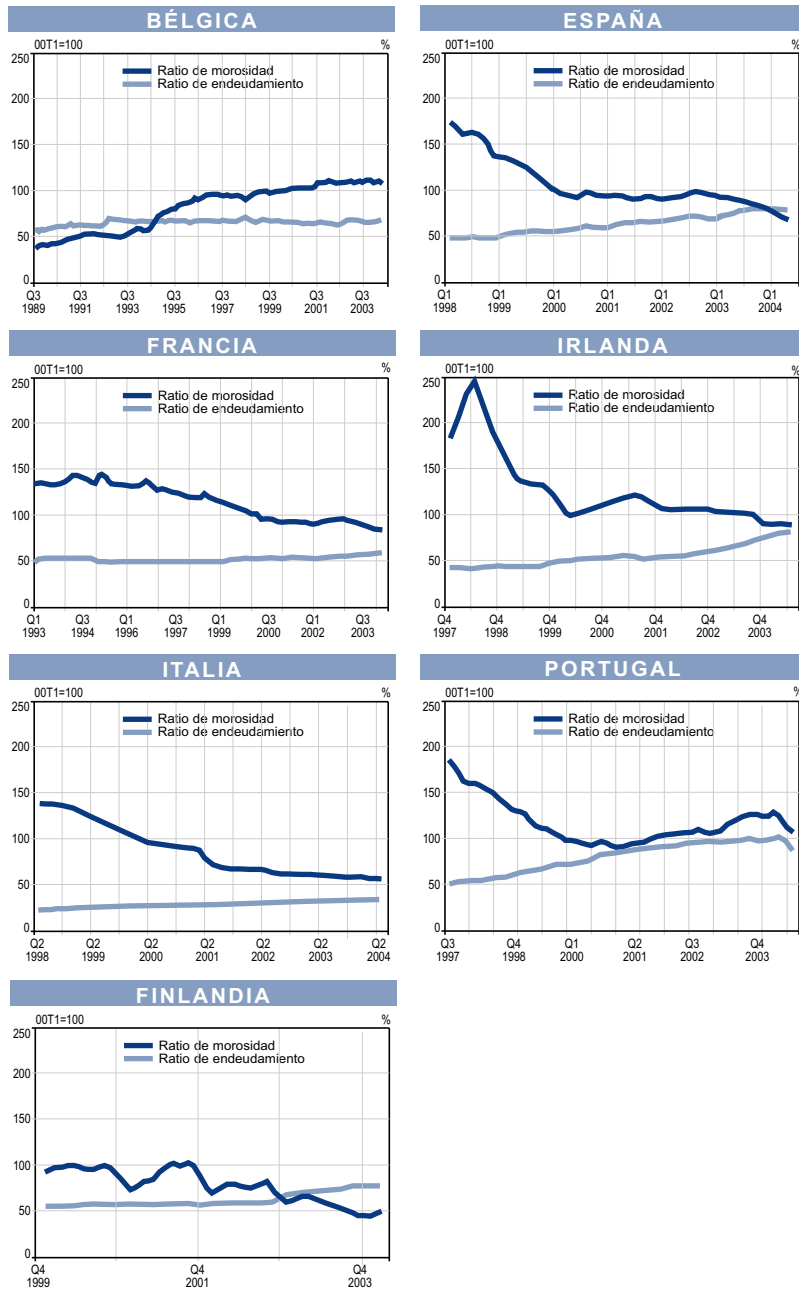 BÉLGICA
00T1=100 %
Ratio de morosidad
Ratio de endeudamiento
250
200
150
100
50
0
Q3 Q3 Q3 Q3 Q3 Q3 Q3 Q3
1989 1991 1993 1995 1997 1999 2001 2003
ESPAÑA
00T1=100 %
Ratio de morosidad
Ratio de endeudamiento
250
200
150
100
50
0
Q1 Q1 Q1 Q1 Q1 Q1 Q1
1998 1999 2000 2001 2002 2003 2004
FRANCIA
00T1=100 %
Ratio de morosidad
Ratio de endeudamiento
250
200
150
100
50
0
Q1 Q3 Q1 Q3 Q1 Q3 Q1 Q3
1993 1994 1996 1997 1999 2000 2002 2003
IRLANDA
00T1=100 %
Ratio de morosidad
Ratio de endeudamiento
250
200
150
100
50
0
Q4 Q4 Q4 Q4 Q4 Q4 Q4
1997 1998 1999 2000 2001 2002 2003
ITALIA
00T1=100 %
Ratio de morosidad
Ratio de endeudamiento
250
200
150
100
50
0
Q2 Q2 Q2 Q2 Q2 Q2 Q2
1998 1999 2000 2001 2002 2003 2004
PORTUGAL
00T1=100 %
Ratio de morosidad
Ratio de endeudamiento
250
200
150
100
50
0
Q3 Q4 Q1 Q2 Q3 Q4
1997 1998 2000 2001 2002 2003
FINLANDIA
00T1=100 %
Ratio de morosidad
Ratio de endeudamiento
250
200
150
100
50
0
Q4 Q4 Q4
1999 2001 2003